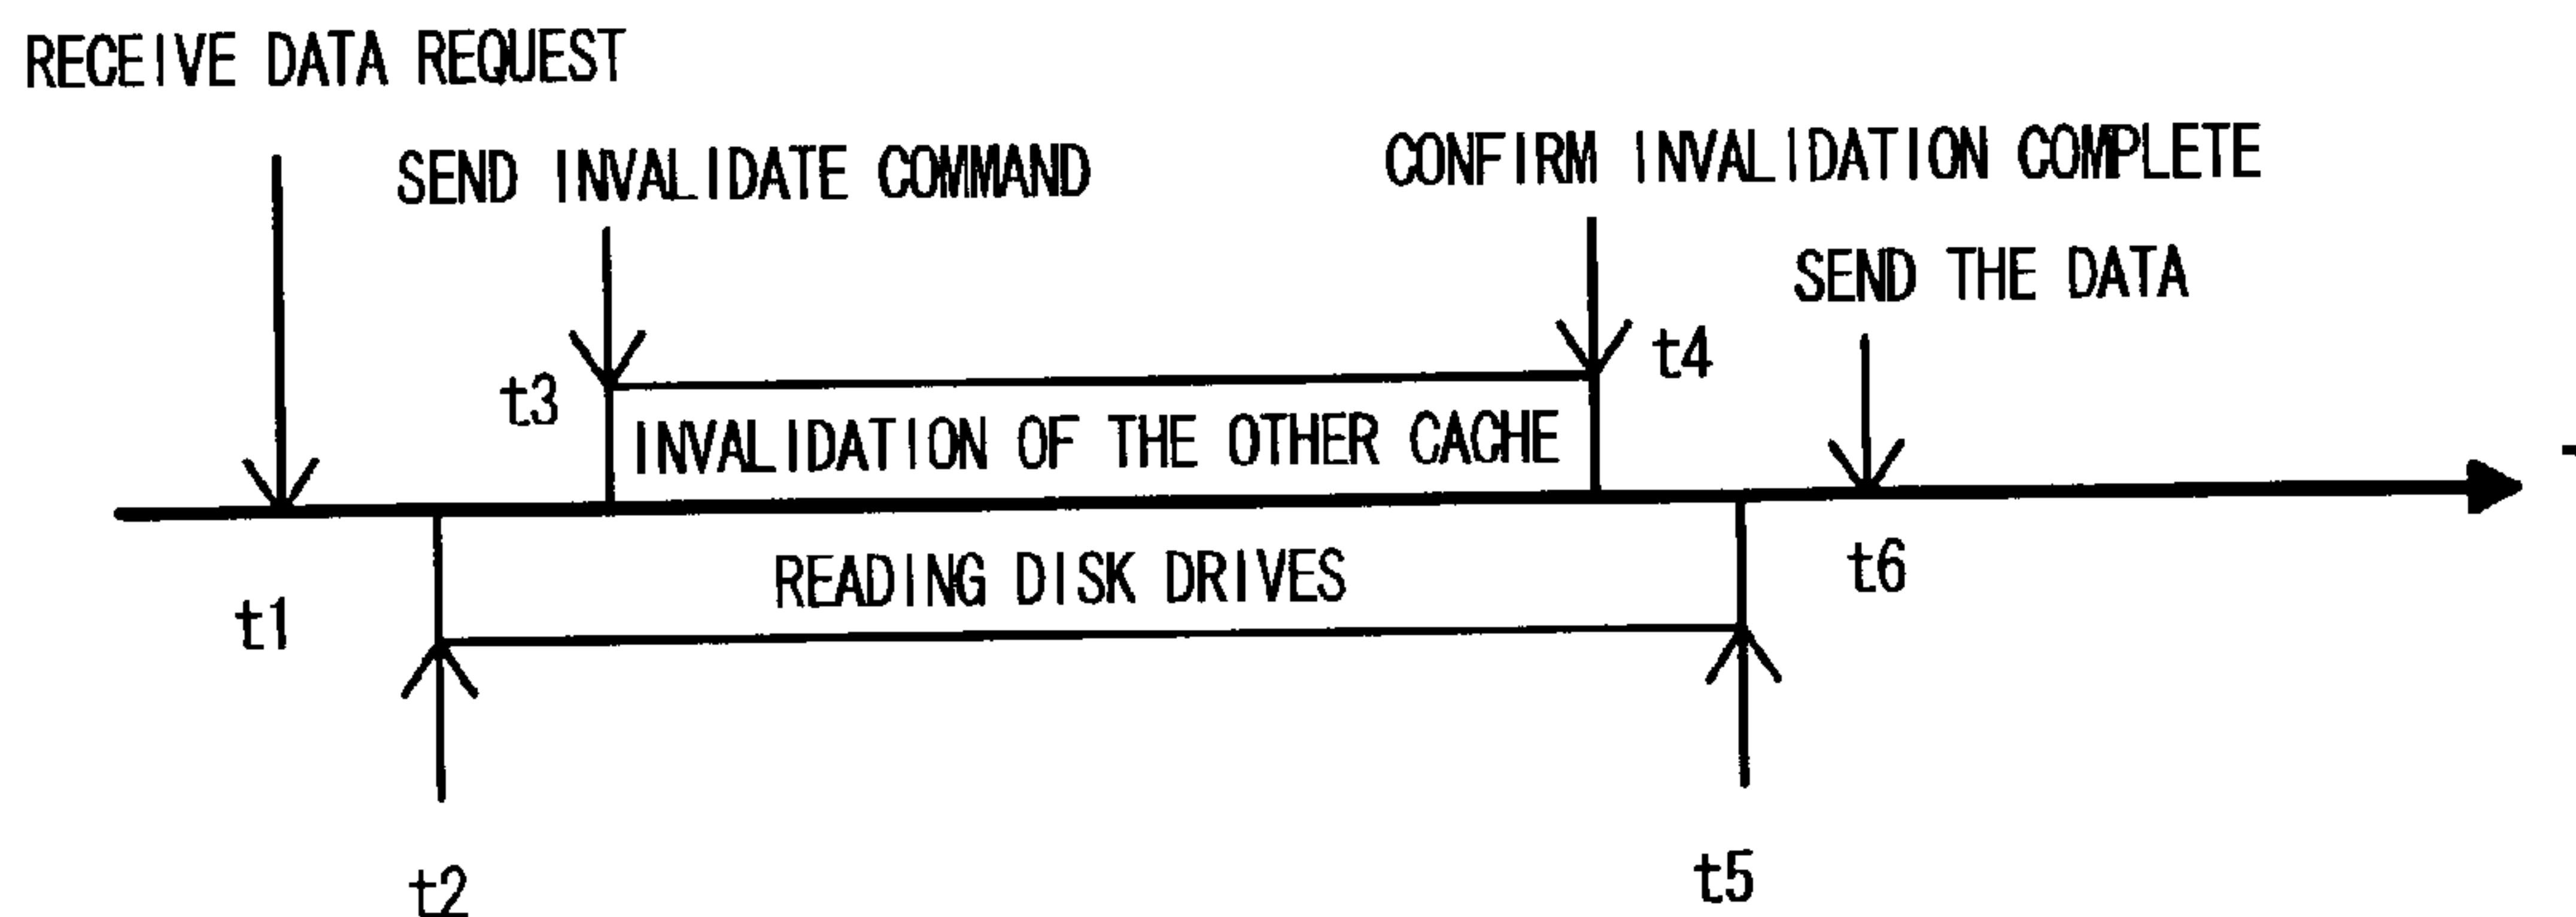 RECEIVE DATA REQUEST
SEND INVALIDATE COMMAND
CONFIRM INVALIDATION COMPLETE
SEND THE DATA
t3
t4
INVALIDATION OF THE OTHER CACHE
READING DISK DRIVES
t1
t6
t2
t5